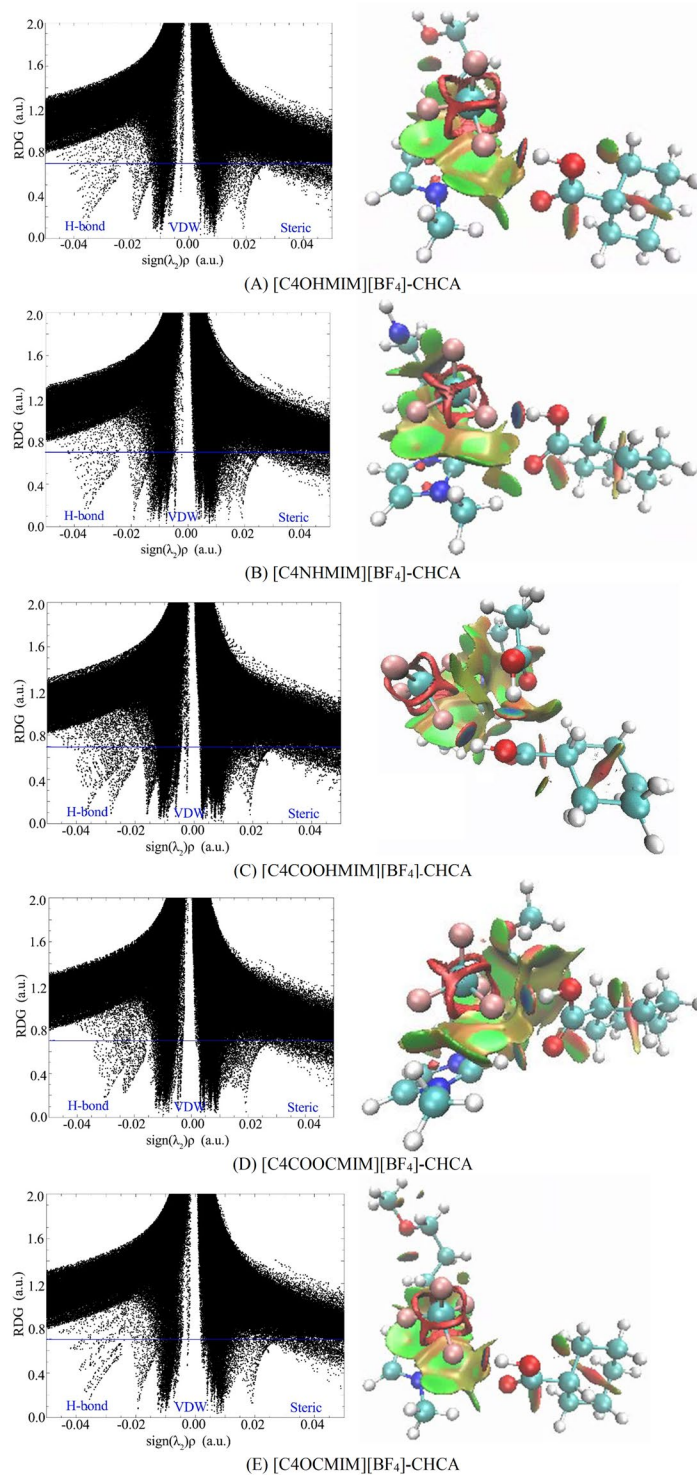 2.0
1.6
1.2
0.8
0.4
0.0
RDG (a.u.)
H-bond VDW Steric
-0.04 -0.02 0.00 0.02 0.04
sign(λ₂)ρ (a.u.)
(A) [C4OHMIM][BF₄]-CHCA
2.0
1.6
1.2
0.8
0.4
0.0
RDG (a.u.)
H-bond VDW Steric
-0.04 -0.02 0.00 0.02 0.04
sign(λ₂)ρ (a.u.)
(B) [C4NHMIM][BF₄]-CHCA
2.0
1.6
1.2
0.8
0.4
0.0
RDG (a.u.)
H-bond VDW Steric
-0.04 -0.02 0.00 0.02 0.04
sign(λ₂)ρ (a.u.)
(C) [C4COOHMIM][BF₄]-CHCA
2.0
1.6
1.2
0.8
0.4
0.0
RDG (a.u.)
H-bond VDW Steric
-0.04 -0.02 0.00 0.02 0.04
sign(λ₂)ρ (a.u.)
(D) [C4COOCMIM][BF₄]-CHCA
2.0
1.6
1.2
0.8
0.4
0.0
RDG (a.u.)
H-bond VDW Steric
-0.04 -0.02 0.00 0.02 0.04
sign(λ₂)ρ (a.u.)
(E) [C4OCMIM][BF₄]-CHCA